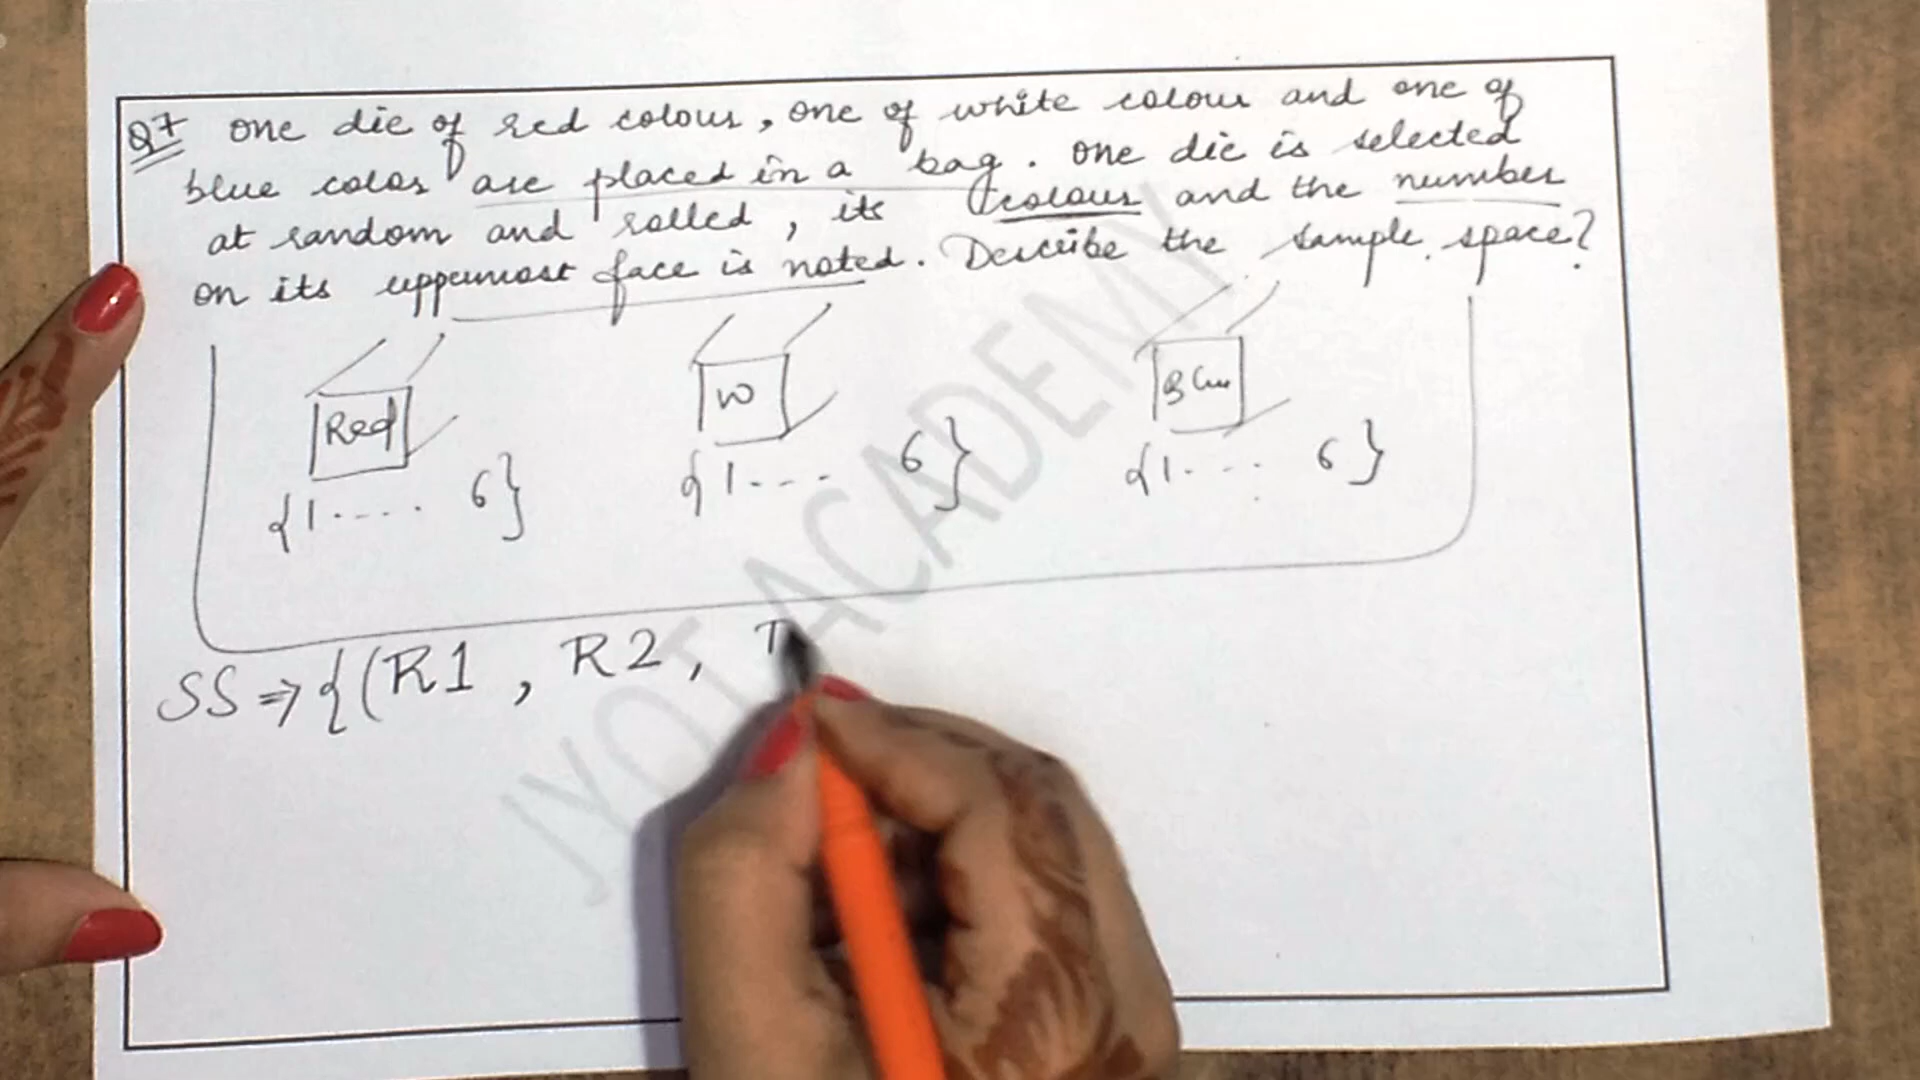 Q7 One die of red colour, one of white colour and one of
blue color are placed in a bag. One die is selected
at random and rolled, its colour and the number
on its uppermost face is noted. Describe the sample space?
Red W Blue
{1.... 6} {1--- 6} {1.--. 6}
SS => {(R1, R2,
JYOTI ACADEMY